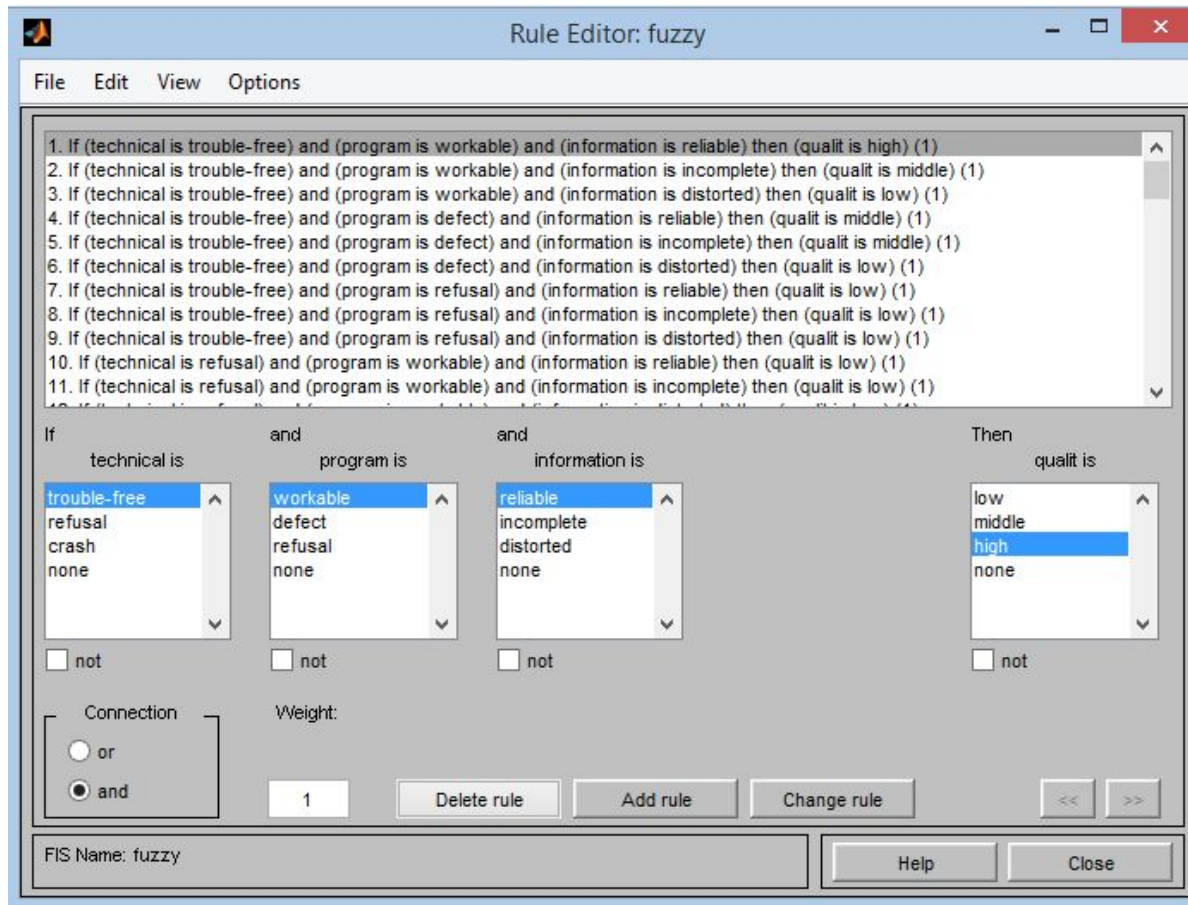 Rule Editor: fuzzy
File Edit View Options
1. If (technical is trouble-free) and (program is workable) and (information is reliable) then (qualit is high) (1)
2. If (technical is trouble-free) and (program is workable) and (information is incomplete) then (qualit is middle) (1)
3. If (technical is trouble-free) and (program is workable) and (information is distorted) then (qualit is low) (1)
4. If (technical is trouble-free) and (program is defect) and (information is reliable) then (qualit is middle) (1)
5. If (technical is trouble-free) and (program is defect) and (information is incomplete) then (qualit is middle) (1)
6. If (technical is trouble-free) and (program is defect) and (information is distorted) then (qualit is low) (1)
7. If (technical is trouble-free) and (program is refusal) and (information is reliable) then (qualit is low) (1)
8. If (technical is trouble-free) and (program is refusal) and (information is incomplete) then (qualit is low) (1)
9. If (technical is trouble-free) and (program is refusal) and (information is distorted) then (qualit is low) (1)
10. If (technical is refusal) and (program is workable) and (information is reliable) then (qualit is low) (1)
11. If (technical is refusal) and (program is workable) and (information is incomplete) then (qualit is low) (1)
If and and Then
technical is program is information is qualit is
trouble-free workable reliable low
refusal defect incomplete middle
crash refusal distorted high
none none none none
not not not not
Connection Weight:
or
and 1 Delete rule Add rule Change rule << >>
FIS Name: fuzzy Help Close